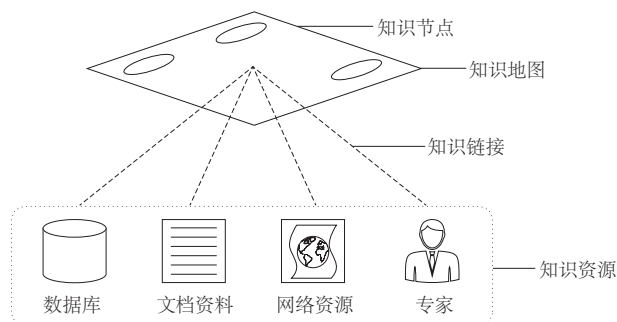 知识节点
知识地图
知识链接
知识资源
数据库
文档资料
网络资源
专家